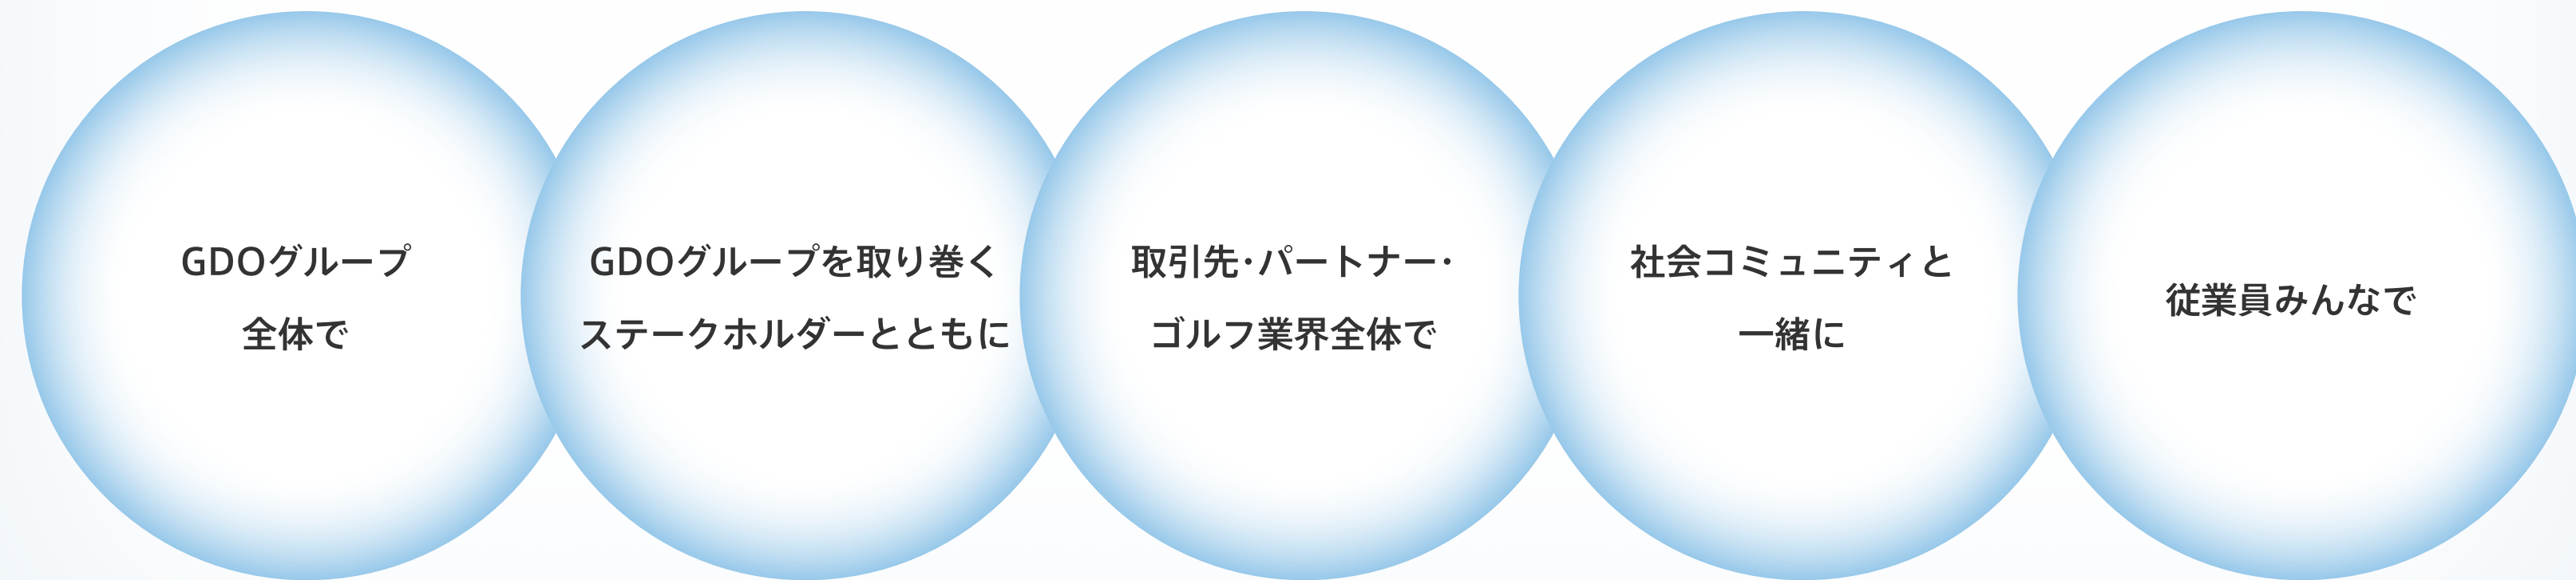 GDOグループ
全体で
GDOグループを取り巻く
ステークホルダーとともに
取引先・パートナー・
ゴルフ業界全体で
社会コミュニティと
一緒に
従業員みんなで